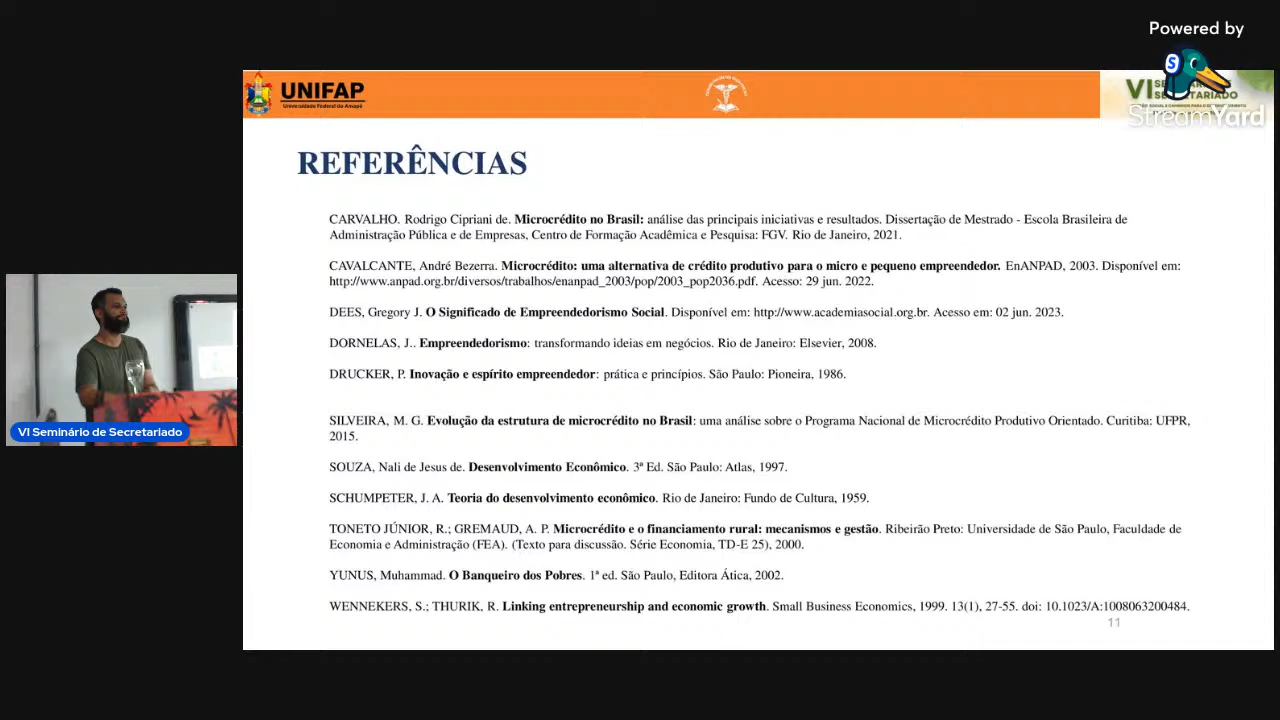 Powered by
StreamYard
UNIFAP
Universidade Federal do Amapá
REFERÊNCIAS
CARVALHO. Rodrigo Cipriani de. Microcrédito no Brasil: análise das principais iniciativas e resultados. Dissertação de Mestrado - Escola Brasileira de
Administração Pública e de Empresas, Centro de Formação Acadêmica e Pesquisa: FGV. Rio de Janeiro, 2021.
CAVALCANTE, André Bezerra. Microcrédito: uma alternativa de crédito produtivo para o micro e pequeno empreendedor. EnANPAD, 2003. Disponível em:
http://www.anpad.org.br/diversos/trabalhos/enanpad_2003/pop/2003_pop2036.pdf. Acesso: 29 jun. 2022.
DEES, Gregory J. O Significado de Empreendedorismo Social. Disponível em: http://www.academiasocial.org.br. Acesso em: 02 jun. 2023.
DORNELAS, J.. Empreendedorismo: transformando ideias em negócios. Rio de Janeiro: Elsevier, 2008.
DRUCKER, P. Inovação e espírito empreendedor: prática e princípios. São Paulo: Pioneira, 1986.
SILVEIRA, M. G. Evolução da estrutura de microcrédito no Brasil: uma análise sobre o Programa Nacional de Microcrédito Produtivo Orientado. Curitiba: UFPR,
2015.
SOUZA, Nali de Jesus de. Desenvolvimento Econômico. 3ª Ed. São Paulo: Atlas, 1997.
SCHUMPETER, J. A. Teoria do desenvolvimento econômico. Rio de Janeiro: Fundo de Cultura, 1959.
TONETO JÚNIOR, R.; GREMAUD, A. P. Microcrédito e o financiamento rural: mecanismos e gestão. Ribeirão Preto: Universidade de São Paulo, Faculdade de
Economia e Administração (FEA). (Texto para discussão. Série Economia, TD-E 25), 2000.
YUNUS, Muhammad. O Banqueiro dos Pobres. 1ª ed. São Paulo, Editora Ática, 2002.
WENNEKERS, S.; THURIK, R. Linking entrepreneurship and economic growth. Small Business Economics, 1999. 13(1), 27-55. doi: 10.1023/A:1008063200484.
11
VI Seminário de Secretariado